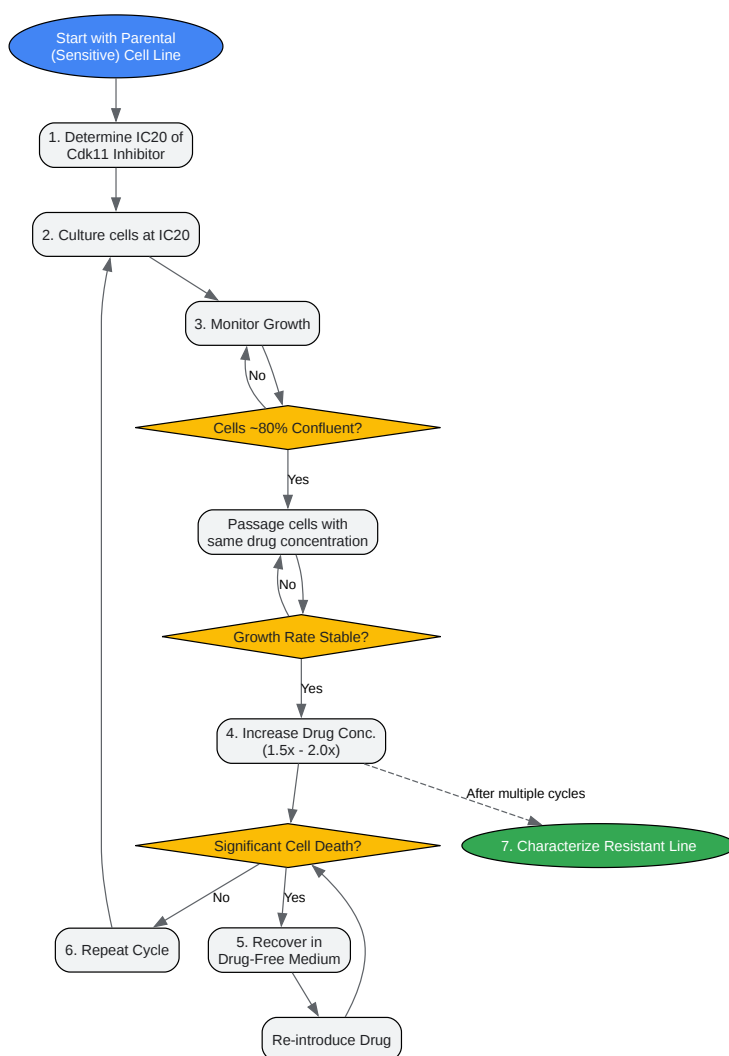 Start with Parental
(Sensitive) Cell Line
1. Determine IC20 of
Cdk11 Inhibitor
2. Culture cells at IC20
3. Monitor Growth
No
Cells ~80% Confluent?
Yes
Passage cells with
same drug concentration
No
Growth Rate Stable?
Yes
4. Increase Drug Conc.
(1.5x - 2.0x)
After multiple cycles
Significant Cell Death?
7. Characterize Resistant Line
No
Yes
6. Repeat Cycle
5. Recover in
Drug-Free Medium
Re-introduce Drug